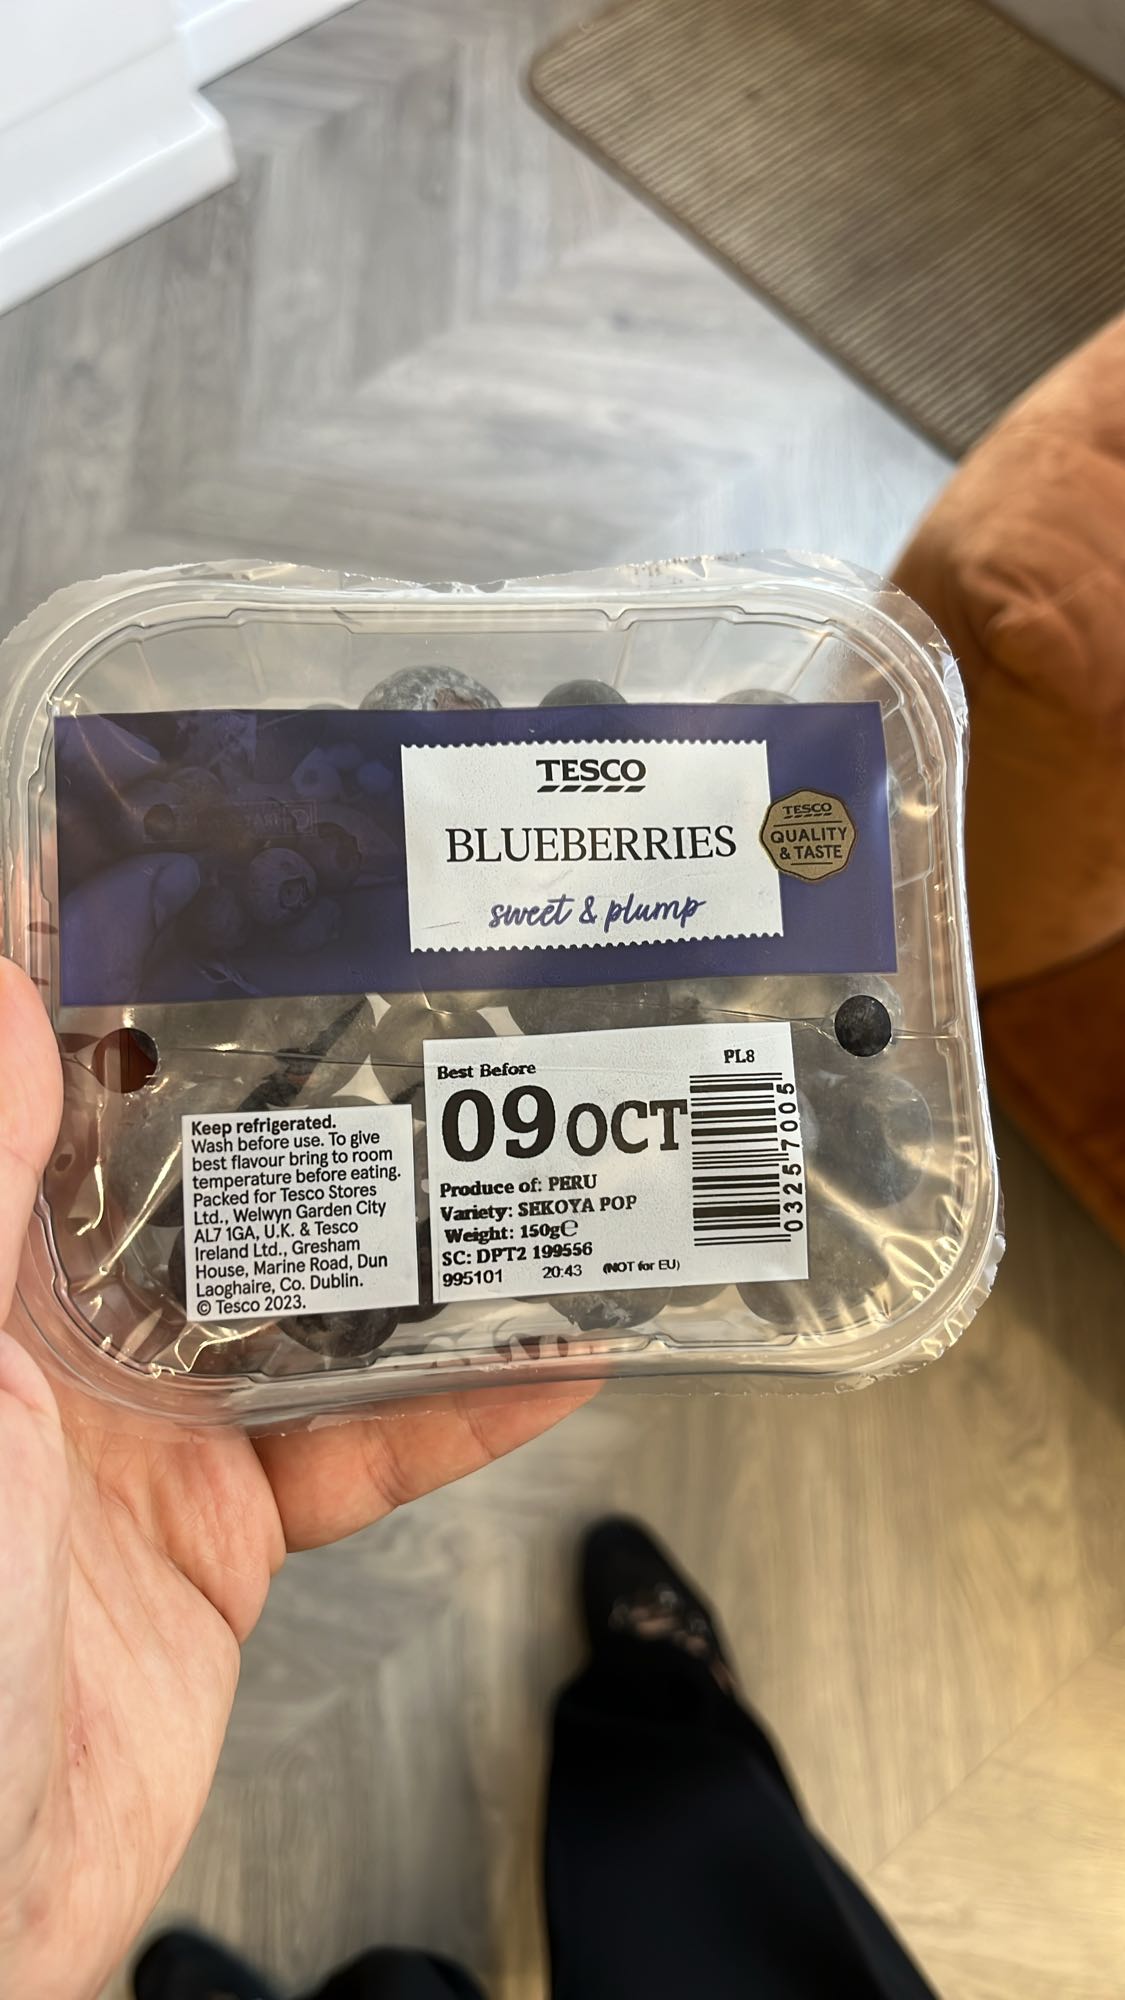 TESCO
BLUEBERRIES
sweet & plump
TESCO
QUALITY
& TASTE
Keep refrigerated.
Wash before use. To give
best flavour bring to room
temperature before eating.
Packed for Tesco Stores
Ltd., Welwyn Garden City
AL7 1GA, U.K. & Tesco
Ireland Ltd., Gresham
House, Marine Road, Dun
Laoghaire, Co. Dublin.
© Tesco 2023.
PL8
Best Before
09 OCT
Produce of: PERU
Variety: SEKOYA POP
Weight: 150g℮
SC: DPT2 199556
995101 20:43 (NOT for EU)
03257005